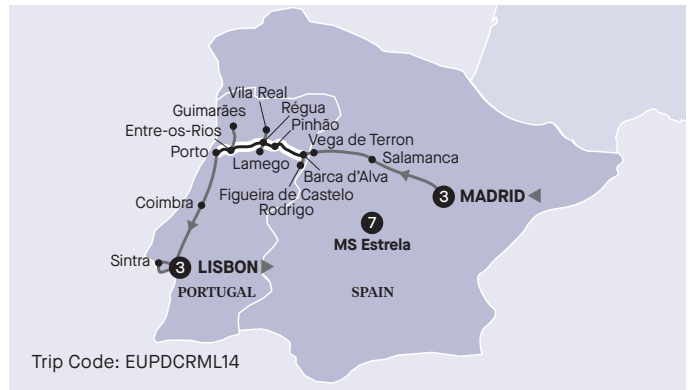 Vila Real
Guimarães
Régua
Pinhão
Entre-os-Rios
Vega de Terron
Porto
Lamego
Salamanca
Barca d’Alva
Figueira de Castelo
Rodrigo
3 MADRID
Coimbra
7
MS Estrela
Sintra
3 LISBON
PORTUGAL
SPAIN
Trip Code: EUPDCRML14